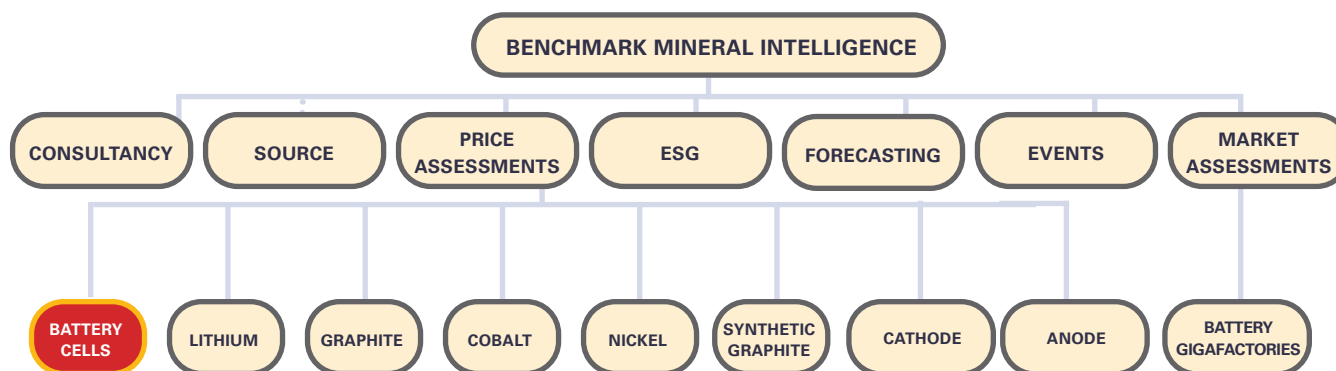 BENCHMARK MINERAL INTELLIGENCE
CONSULTANCY
SOURCE
PRICE
ASSESSMENTS
ESG
FORECASTING
EVENTS
MARKET
ASSESSMENTS
BATTERY
CELLS
LITHIUM
GRAPHITE
COBALT
NICKEL
SYNTHETIC
GRAPHITE
CATHODE
ANODE
BATTERY
GIGAFACTORIES